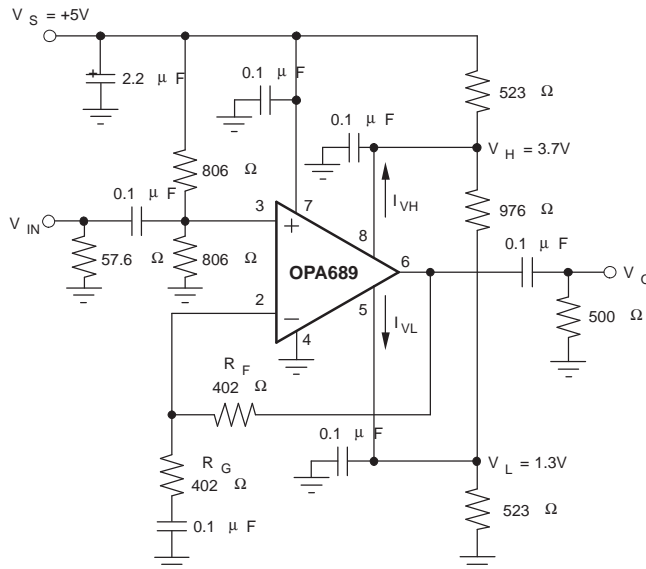 V S = +5V
2.2 μ F
0.1 μ F
523 Ω
0.1 μ F
V H = 3.7V
806 Ω
0.1 μ F
I VH
976 Ω
V IN
3
7
8
0.1 μ F
57.6 Ω
806 Ω
OPA689
6
V O
2
5
4
I VL
500 Ω
R F
402 Ω
0.1 μ F
V L = 1.3V
R G
402 Ω
523 Ω
0.1 μ F